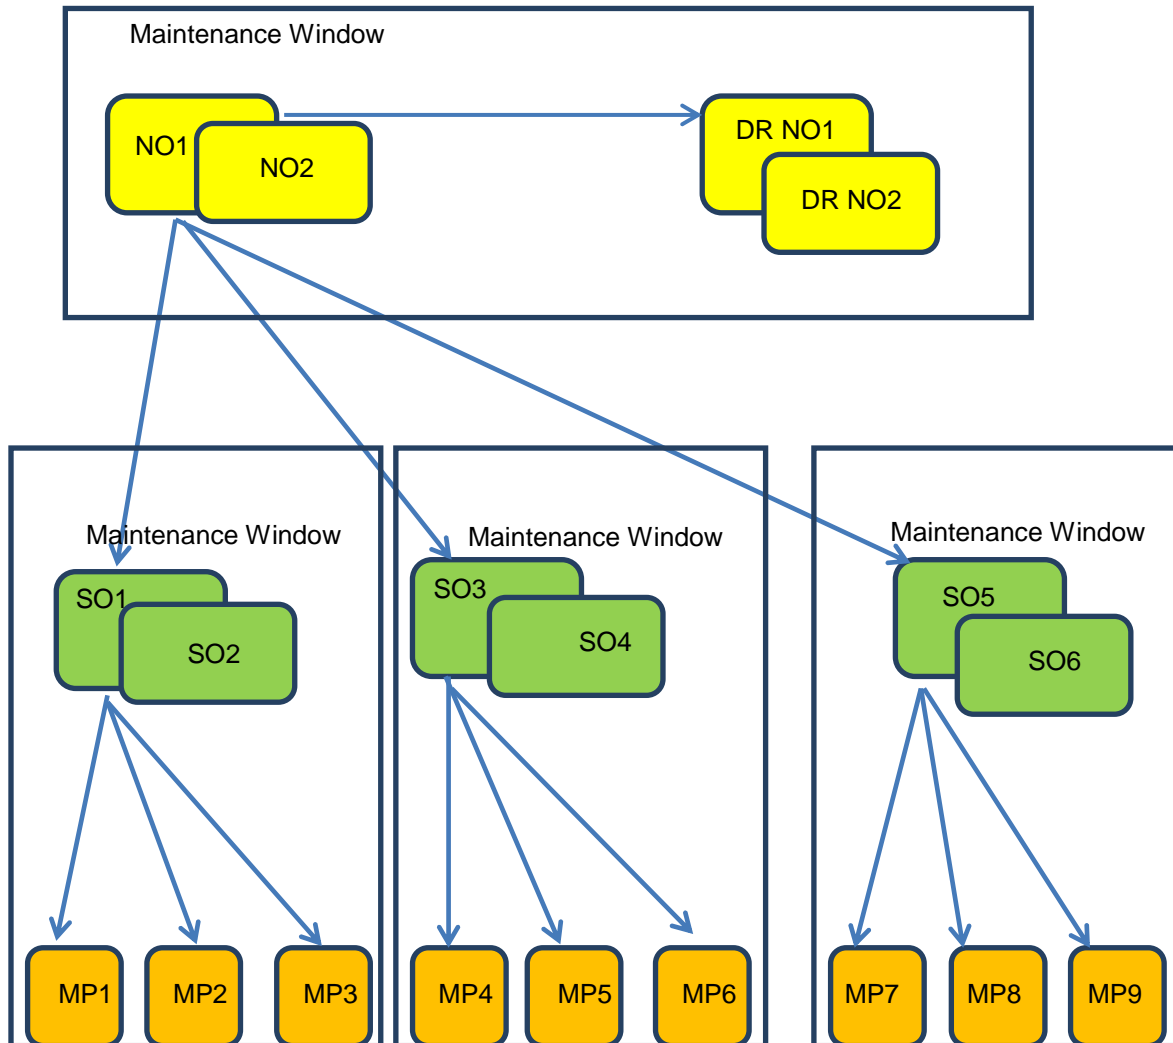 Maintenance Window
NO1
NO2
DR NO1
DR NO2
Maintenance Window
SO1
SO2
MP1
MP2
MP3
Maintenance Window
SO3
SO4
MP4
MP5
MP6
Maintenance Window
SO5
SO6
MP7
MP8
MP9